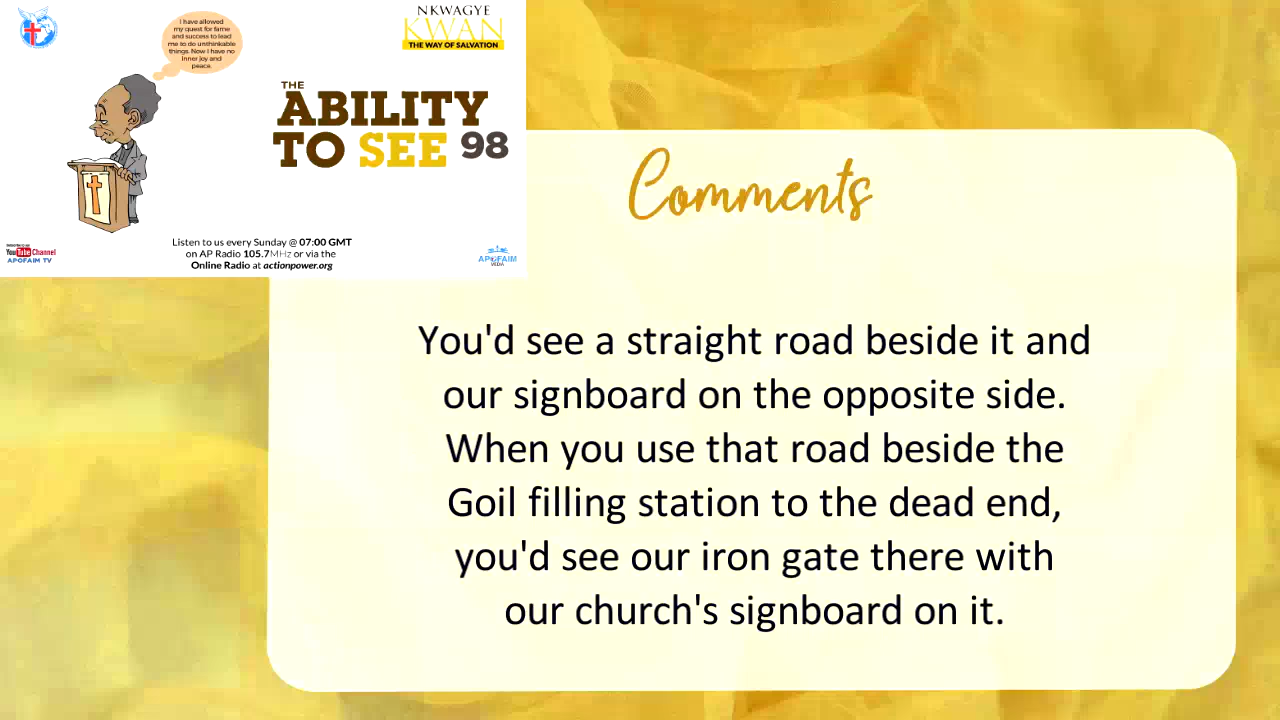 I have allowed
my quest for fame
and success to lead
me to do unthinkable
things. Now I have no
inner joy and
peace.
NKWAGYE
KWAN
THE WAY OF SALVATION
THE
ABILITY
TO SEE 98
Listen to us every Sunday @ 07:00 GMT
on AP Radio 105.7MHz or via the
Online Radio at actionpower.org
YouTube Channel
APOFAIM TV
APOFAIM
MEDIA
Comments
You'd see a straight road beside it and
our signboard on the opposite side.
When you use that road beside the
Goil filling station to the dead end,
you'd see our iron gate there with
our church's signboard on it.